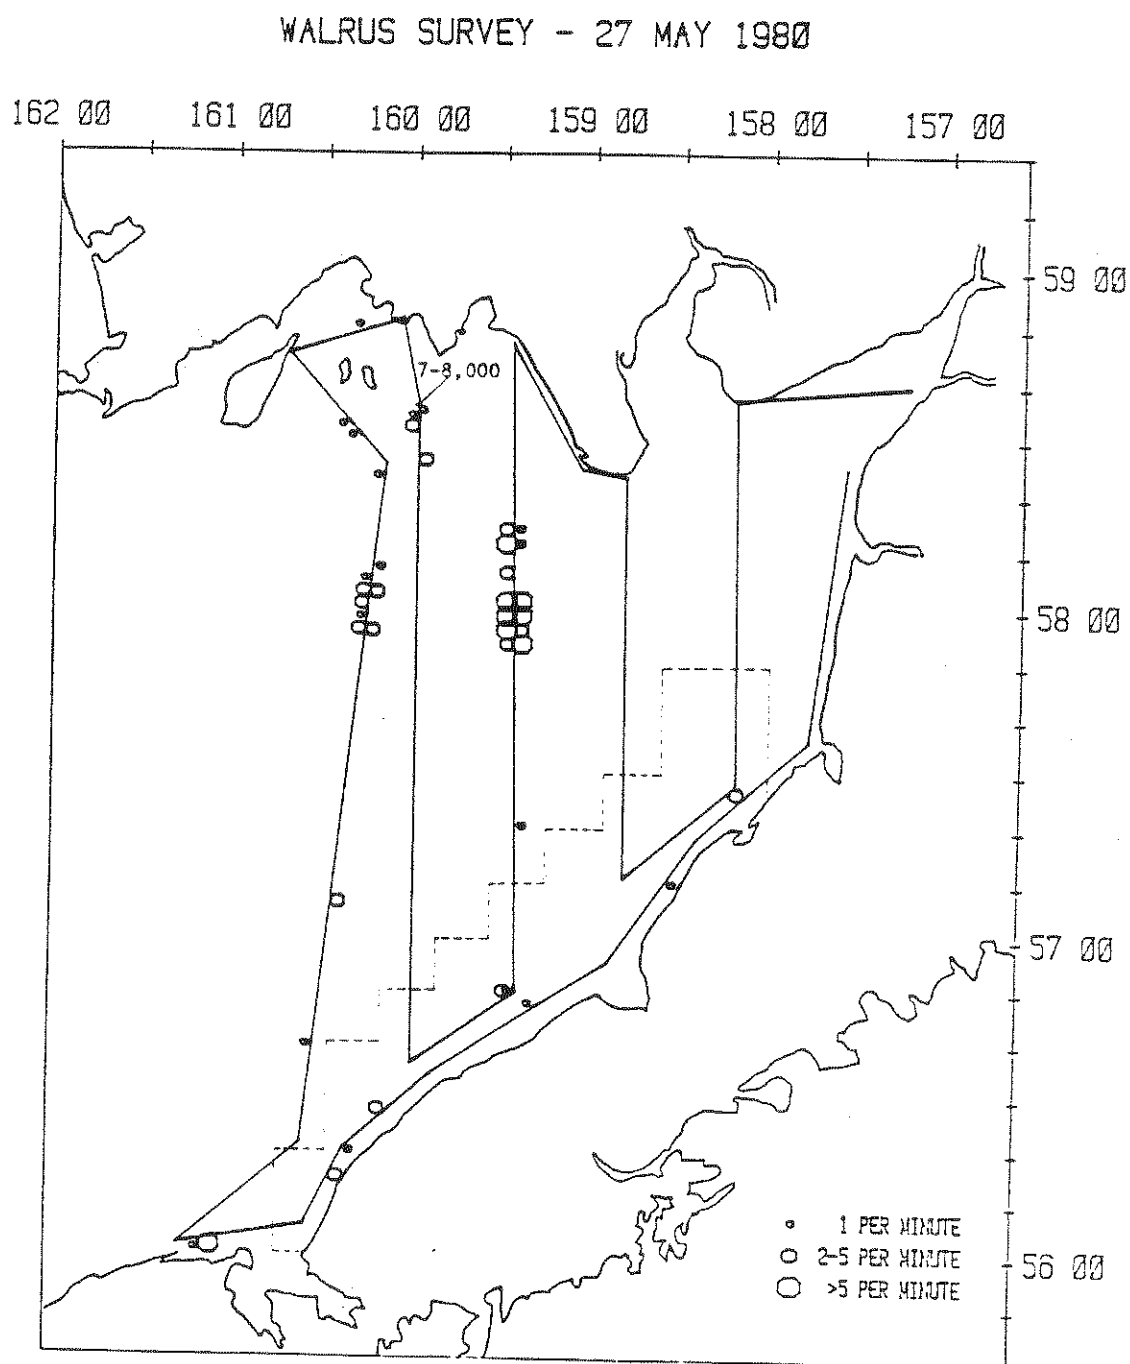 WALRUS SURVEY - 27 MAY 1980
162 00 161 00 160 00 159 00 158 00 157 00
59 00
7-8,000
58 00
57 00
1 PER MINUTE
2-5 PER MINUTE
56 00
>5 PER MINUTE